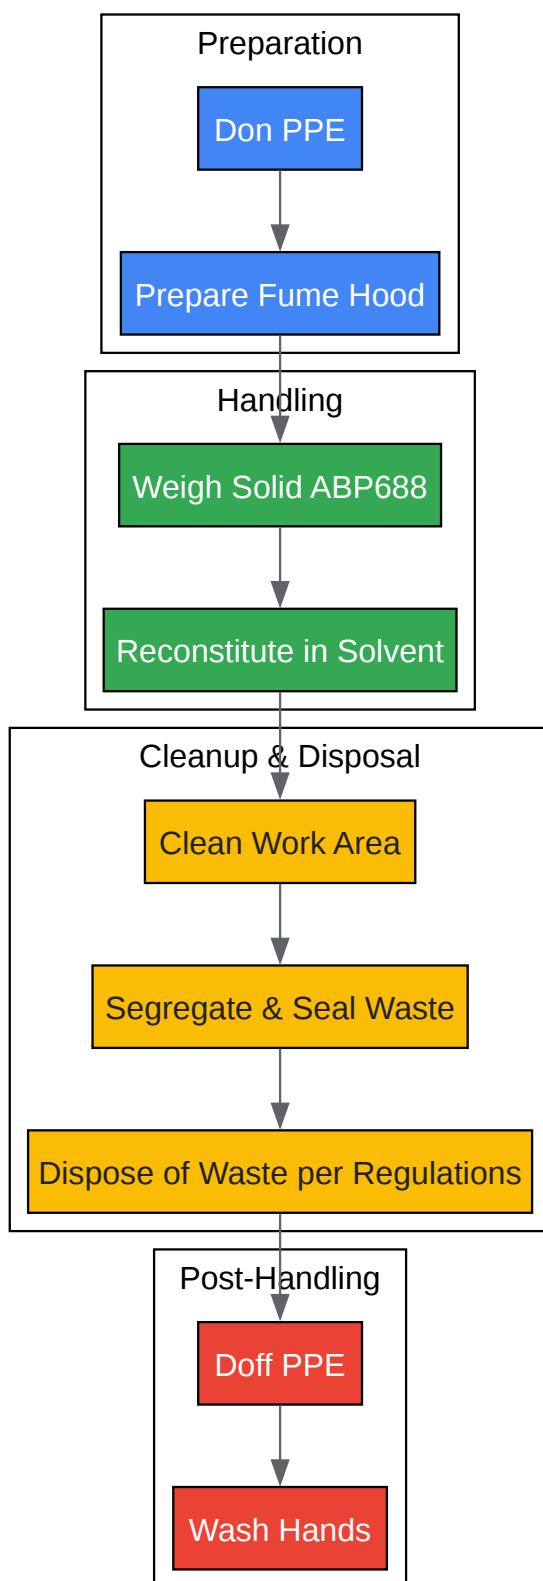 Preparation
Don PPE
Prepare Fume Hood
Handling
Weigh Solid ABP688
Reconstitute in Solvent
Cleanup & Disposal
Clean Work Area
Segregate & Seal Waste
Dispose of Waste per Regulations
Post-Handling
Doff PPE
Wash Hands